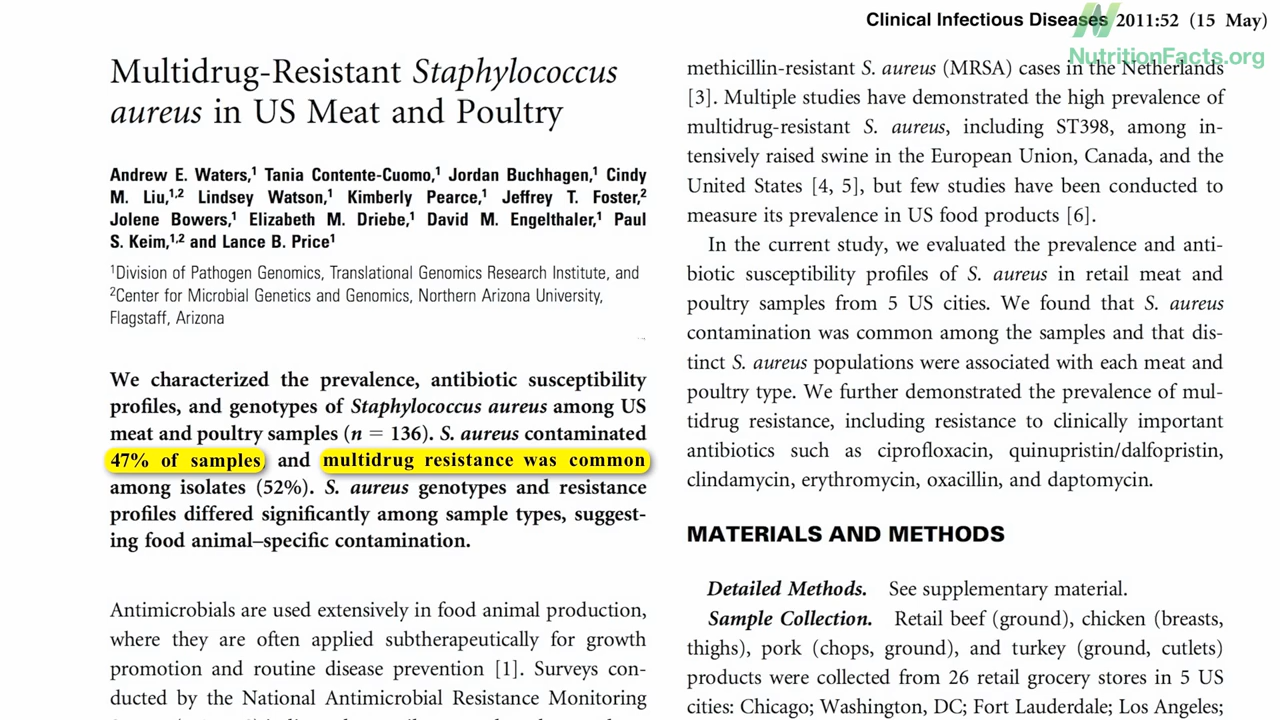 Clinical Infectious Diseases 2011:52 (15 May)
NutritionFacts.org
Multidrug-Resistant Staphylococcus
aureus in US Meat and Poultry
Andrew E. Waters,1 Tania Contente-Cuomo,1 Jordan Buchhagen,1 Cindy
M. Liu,1,2 Lindsey Watson,1 Kimberly Pearce,1 Jeffrey T. Foster,2
Jolene Bowers,1 Elizabeth M. Driebe,1 David M. Engelthaler,1 Paul
S. Keim,1,2 and Lance B. Price1
1Division of Pathogen Genomics, Translational Genomics Research Institute, and
2Center for Microbial Genetics and Genomics, Northern Arizona University,
Flagstaff, Arizona
We characterized the prevalence, antibiotic susceptibility
profiles, and genotypes of Staphylococcus aureus among US
meat and poultry samples (n = 136). S. aureus contaminated
47% of samples and multidrug resistance was common
among isolates (52%). S. aureus genotypes and resistance
profiles differed significantly among sample types, suggest-
ing food animal–specific contamination.
Antimicrobials are used extensively in food animal production,
where they are often applied subtherapeutically for growth
promotion and routine disease prevention [1]. Surveys con-
ducted by the National Antimicrobial Resistance Monitoring
methicillin-resistant S. aureus (MRSA) cases in the Netherlands
[3]. Multiple studies have demonstrated the high prevalence of
multidrug-resistant S. aureus, including ST398, among in-
tensively raised swine in the European Union, Canada, and the
United States [4, 5], but few studies have been conducted to
measure its prevalence in US food products [6].
In the current study, we evaluated the prevalence and anti-
biotic susceptibility profiles of S. aureus in retail meat and
poultry samples from 5 US cities. We found that S. aureus
contamination was common among the samples and that dis-
tinct S. aureus populations were associated with each meat and
poultry type. We further demonstrated the prevalence of mul-
tidrug resistance, including resistance to clinically important
antibiotics such as ciprofloxacin, quinupristin/dalfopristin,
clindamycin, erythromycin, oxacillin, and daptomycin.
MATERIALS AND METHODS
Detailed Methods. See supplementary material.
Sample Collection. Retail beef (ground), chicken (breasts,
thighs), pork (chops, ground), and turkey (ground, cutlets)
products were collected from 26 retail grocery stores in 5 US
cities: Chicago; Washington, DC; Fort Lauderdale; Los Angeles;